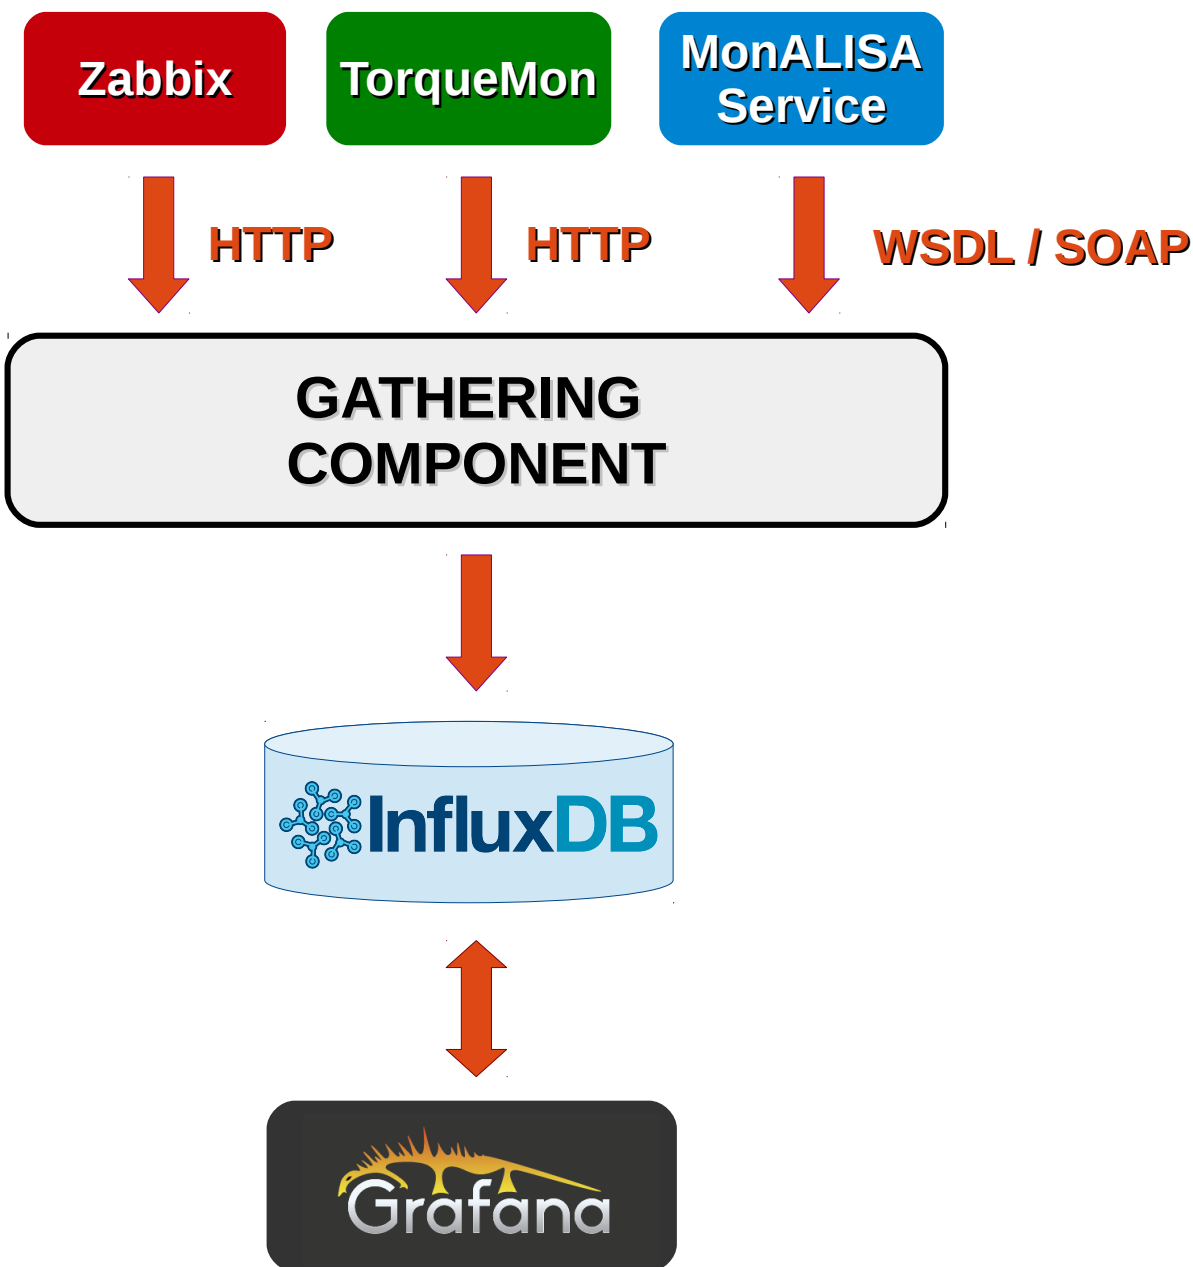 Zabbix
TorqueMon
MonALISA
Service
HTTP
HTTP
WSDL / SOAP
GATHERING
COMPONENT
InfluxDB
Grafana